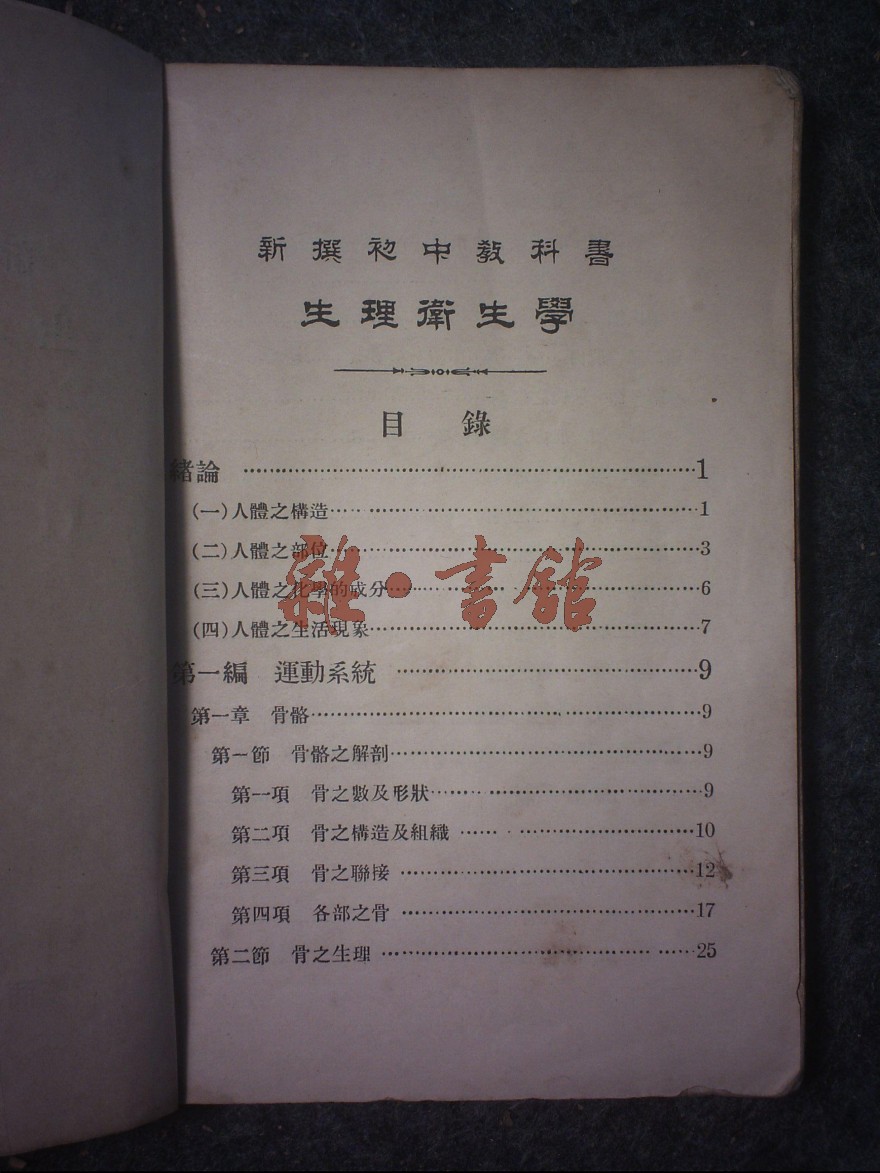 新撰初中教科書
生理衛生學
目錄
緒論 ……1
(一)人體之構造……1
(二)人體之部位……3
(三)人體之化學的成分……6
(四)人體之生活現象……7
雜·書館
第一編 運動系統 ……9
第一章 骨骼……9
第一節 骨骼之解剖……9
第一項 骨之數及形狀……9
第二項 骨之構造及組織 ……10
第三項 骨之聯接 ……12
第四項 各部之骨 ……17
第二節 骨之生理 ……25